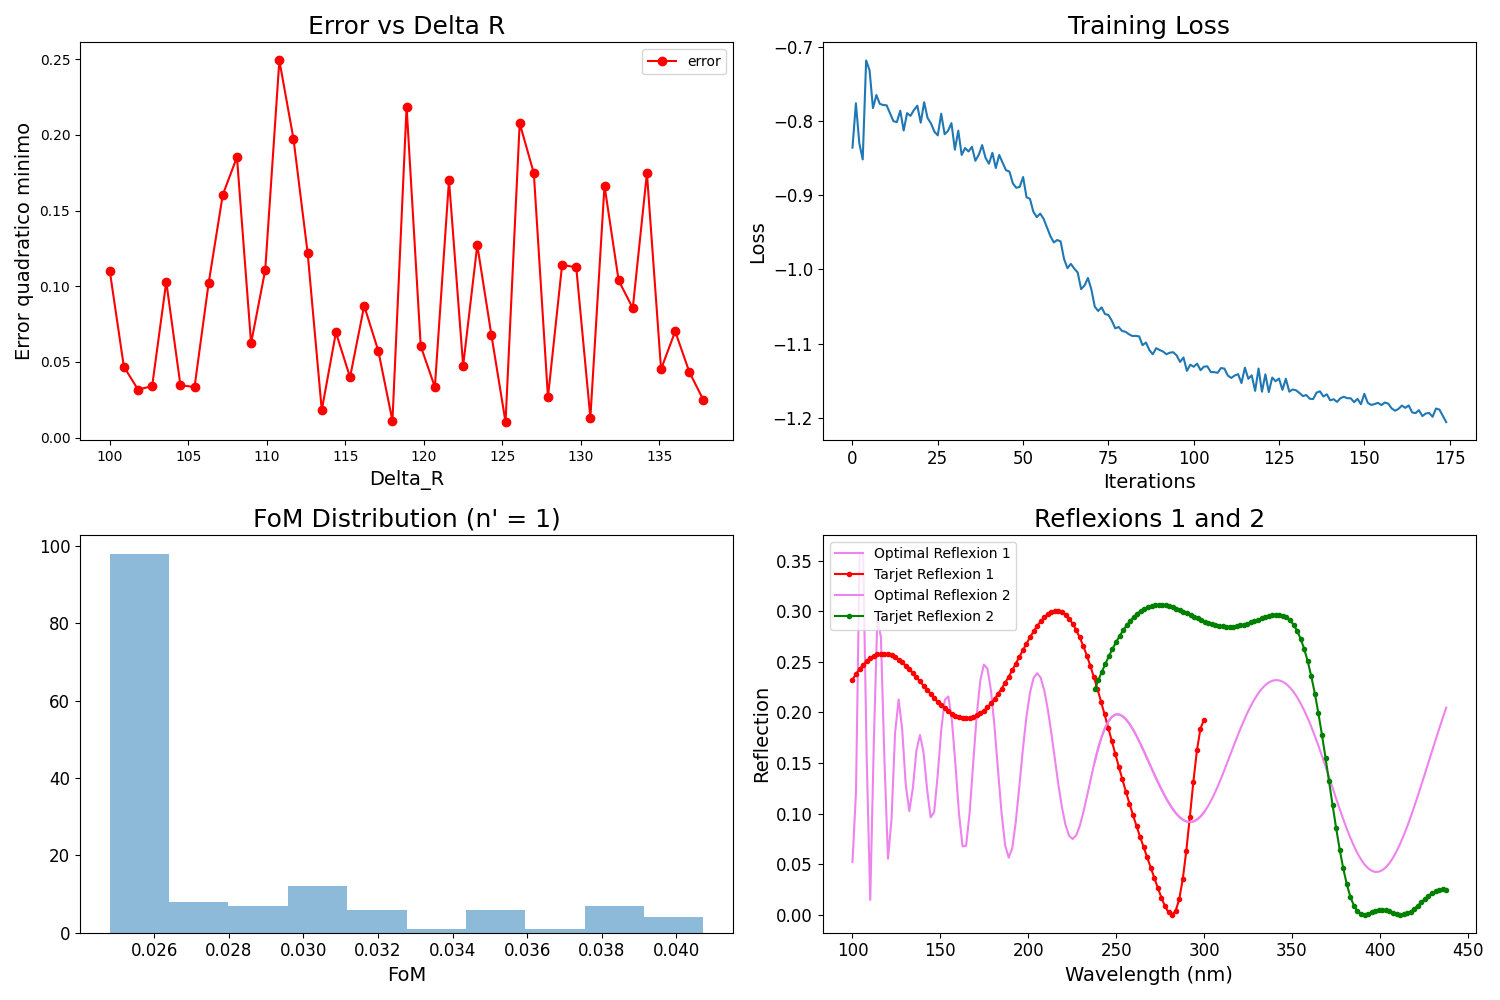 Error vs Delta R
error
0.25
0.20
0.15
0.10
0.05
0.00
Error quadratico minimo
100 105 110 115 120 125 130 135
Delta_R
Training Loss
−0.7
−0.8
−0.9
−1.0
−1.1
−1.2
Loss
0 25 50 75 100 125 150 175
Iterations
FoM Distribution (n' = 1)
100
80
60
40
20
0
0.026 0.028 0.030 0.032 0.034 0.036 0.038 0.040
FoM
Reflexions 1 and 2
Optimal Reflexion 1
Tarjet Reflexion 1
Optimal Reflexion 2
Tarjet Reflexion 2
0.35
0.30
0.25
0.20
0.15
0.10
0.05
0.00
Reflection
100 150 200 250 300 350 400 450
Wavelength (nm)